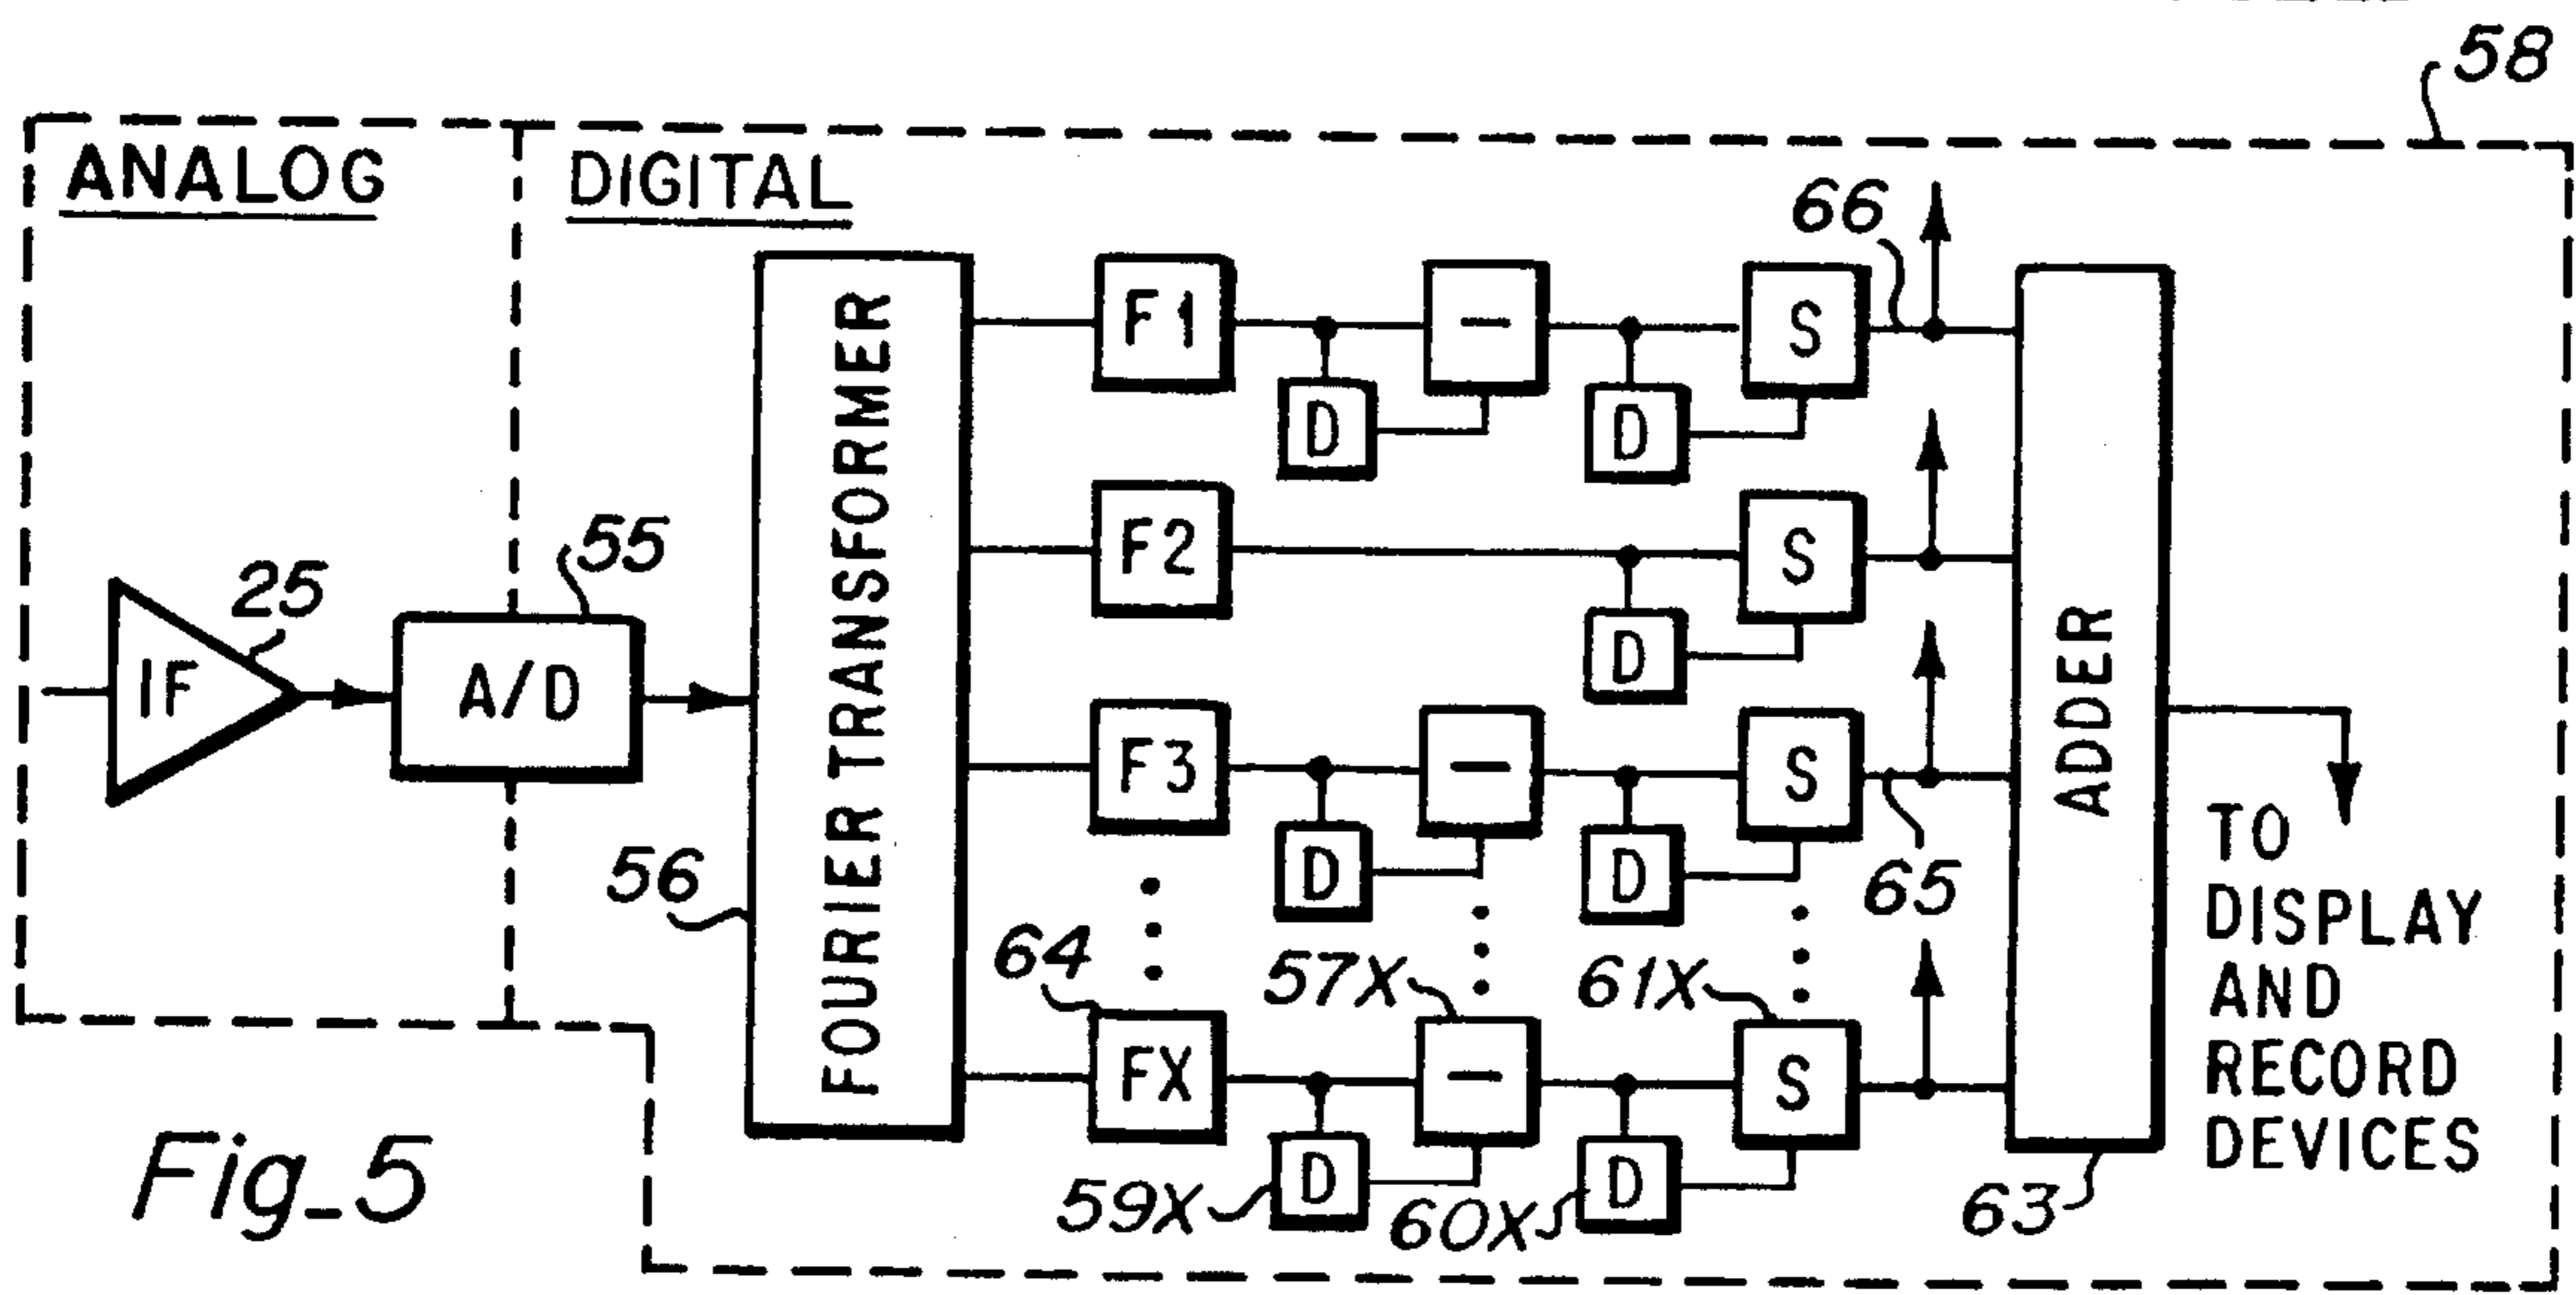 58
ANALOG
DIGITAL
66
F1
—
S
D
D
F2
S
D
25
55
IF
A/D
FOURIER TRANSFORMER
F3
—
S
D
D
65
ADDER
56
64
57X
61X
FX
—
S
D
D
59X
60X
63
TO
DISPLAY
AND
RECORD
DEVICES
Fig_5